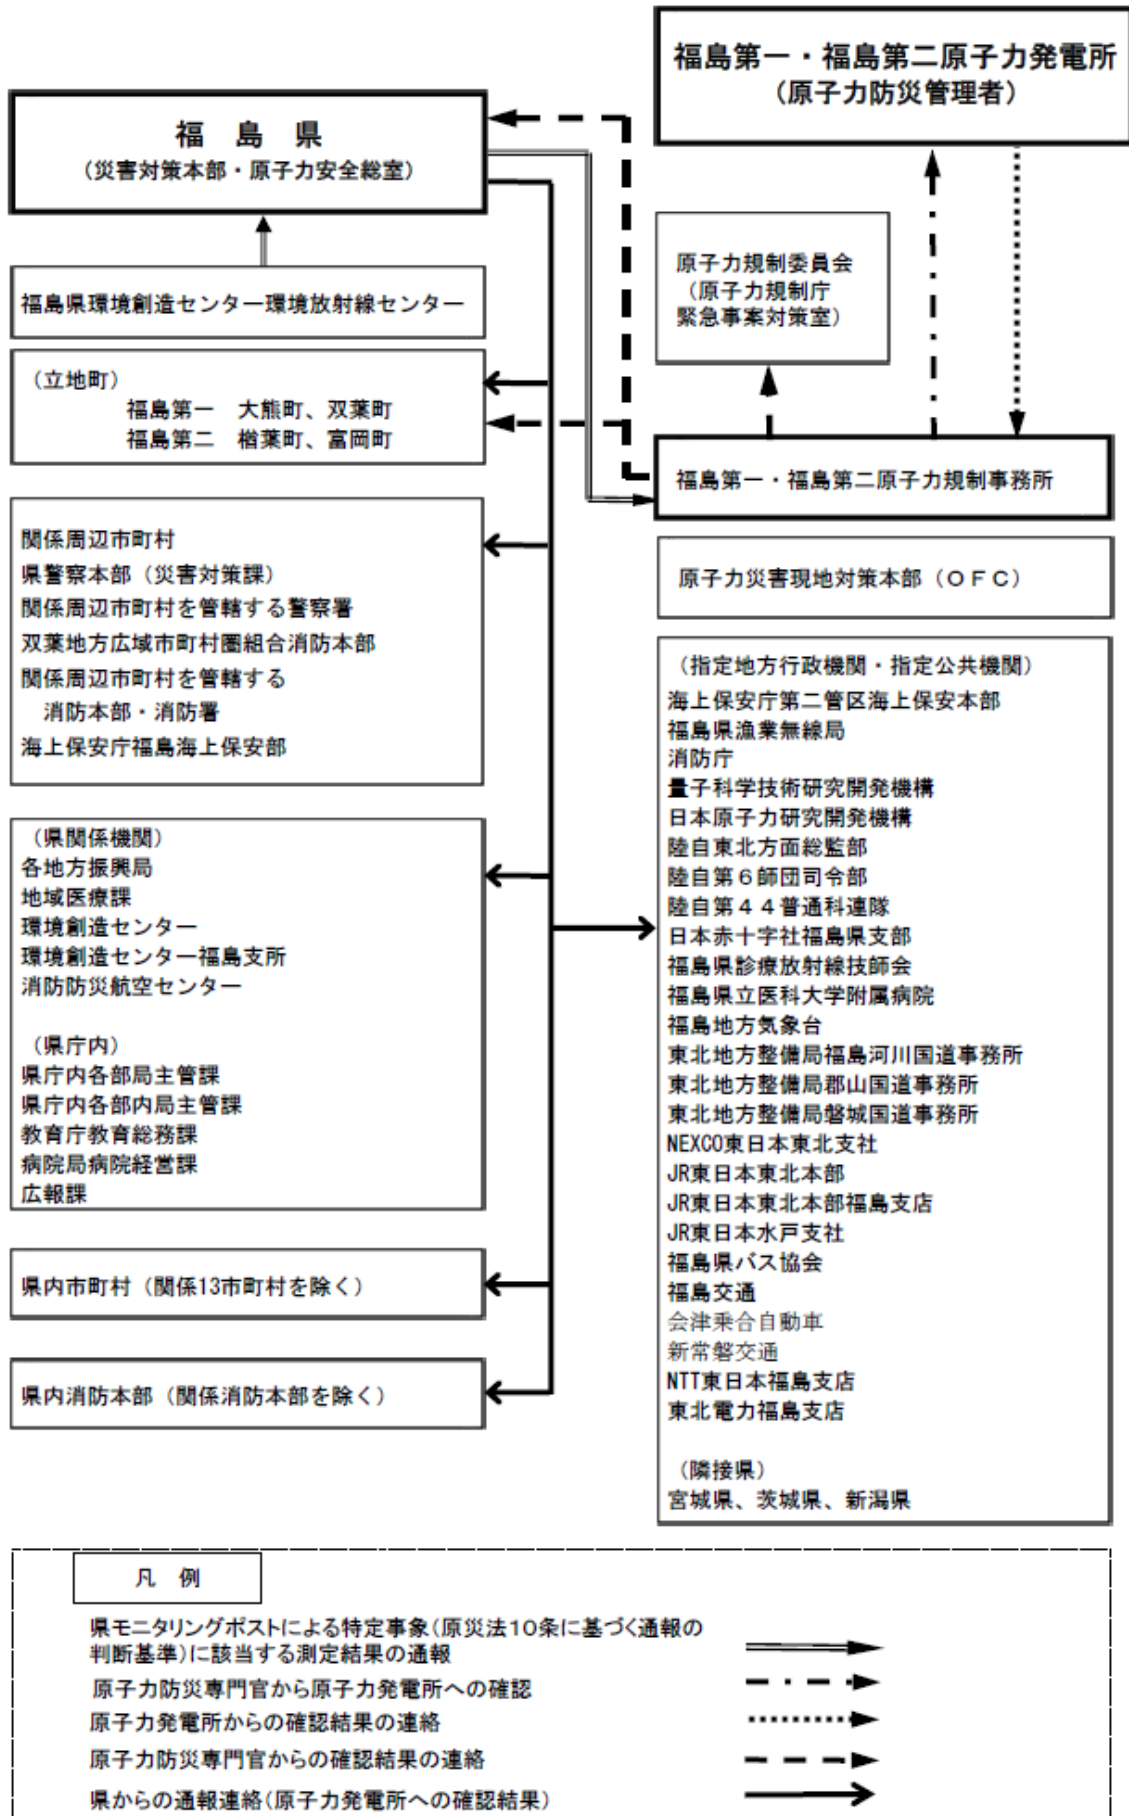 福島第一・福島第二原子力発電所
（原子力防災管理者）
福　島　県
（災害対策本部・原子力安全総室）
原子力規制委員会
（原子力規制庁
緊急事案対策室）
福島県環境創造センター環境放射線センター
（立地町）
福島第一　大熊町、双葉町
福島第二　楢葉町、富岡町
福島第一・福島第二原子力規制事務所
原子力災害現地対策本部（ＯＦＣ）
関係周辺市町村
県警察本部（災害対策課）
関係周辺市町村を管轄する警察署
双葉地方広域市町村圏組合消防本部
関係周辺市町村を管轄する
消防本部・消防署
海上保安庁福島海上保安部
（県関係機関）
各地方振興局
地域医療課
環境創造センター
環境創造センター福島支所
消防防災航空センター
（県庁内）
県庁内各部局主管課
県庁内各部内局主管課
教育庁教育総務課
病院局病院経営課
広報課
県内市町村（関係13市町村を除く）
県内消防本部（関係消防本部を除く）
（指定地方行政機関・指定公共機関）
海上保安庁第二管区海上保安本部
福島県漁業無線局
消防庁
量子科学技術研究開発機構
日本原子力研究開発機構
陸自東北方面総監部
陸自第６師団司令部
陸自第４４普通科連隊
日本赤十字社福島県支部
福島県診療放射線技師会
福島県立医科大学附属病院
福島地方気象台
東北地方整備局福島河川国道事務所
東北地方整備局郡山国道事務所
東北地方整備局磐城国道事務所
NEXCO東日本東北支社
JR東日本東北本部
JR東日本東北本部福島支店
JR東日本水戸支社
福島県バス協会
福島交通
会津乗合自動車
新常磐交通
NTT東日本福島支店
東北電力福島支店
（隣接県）
宮城県、茨城県、新潟県
凡　例
県モニタリングポストによる特定事象（原災法１０条に基づく通報の
判断基準）に該当する測定結果の通報
原子力防災専門官から原子力発電所への確認
原子力発電所からの確認結果の連絡
原子力防災専門官からの確認結果の連絡
県からの通報連絡（原子力発電所への確認結果）